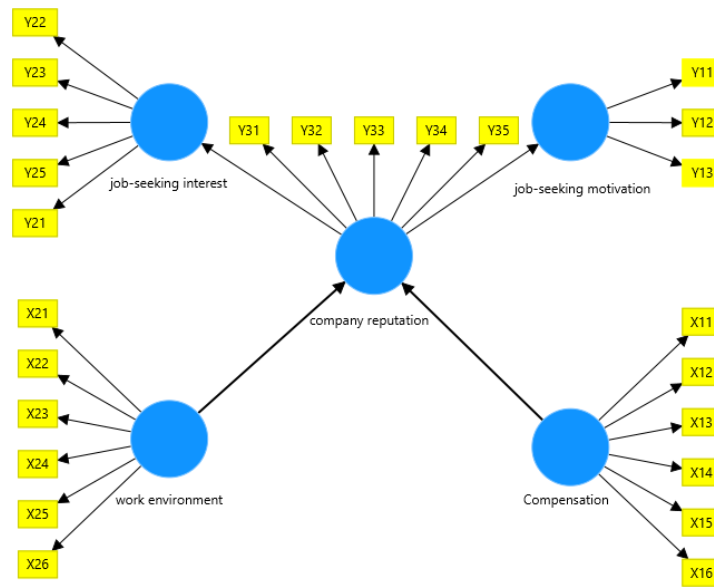 Y22
Y23
Y24
Y25
Y21
job-seeking interest
Y31
Y32
Y33
Y34
Y35
Y11
Y12
Y13
job-seeking motivation
company reputation
X21
X22
X23
X24
X25
X26
work environment
X11
X12
X13
X14
X15
X16
Compensation